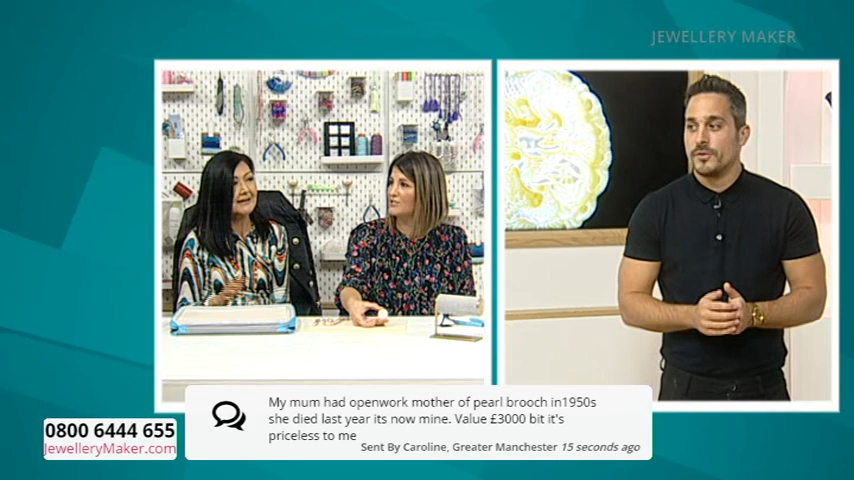 JEWELLERY MAKER
My mum had openwork mother of pearl brooch in1950s
she died last year its now mine. Value £3000 bit it's
priceless to me
Sent By Caroline, Greater Manchester 15 seconds ago
0800 6444 655
JewelleryMaker.com